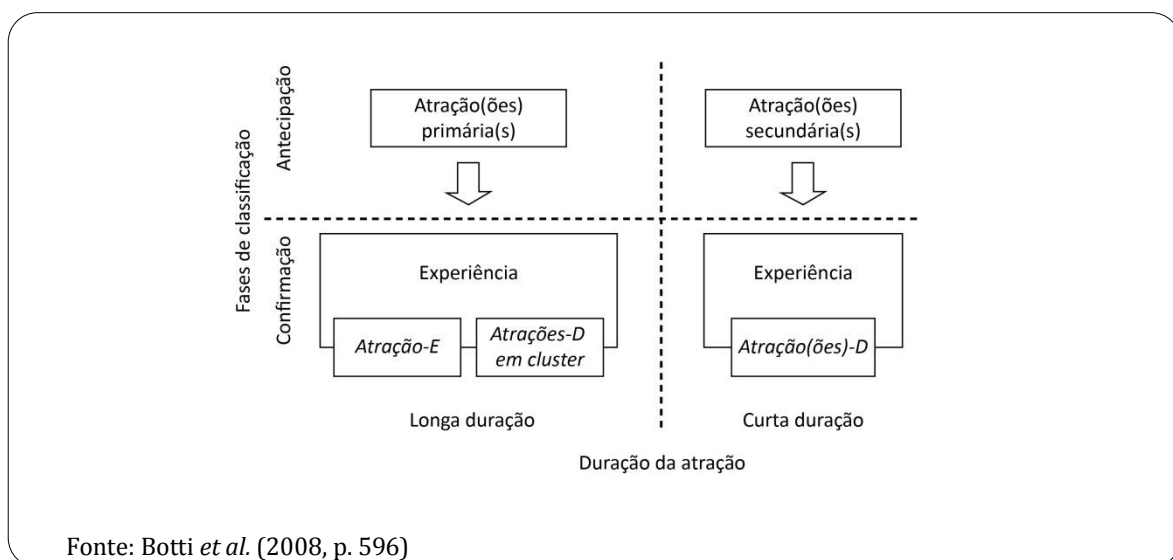 Fases de classificação
Antecipação
Atração(ões)
primária(s)
Atração(ões)
secundária(s)
Confirmação
Experiência
Atração-E
Atrações-D
em cluster
Experiência
Atração(ões)-D
Longa duração
Curta duração
Duração da atração
Fonte: Botti et al. (2008, p. 596)